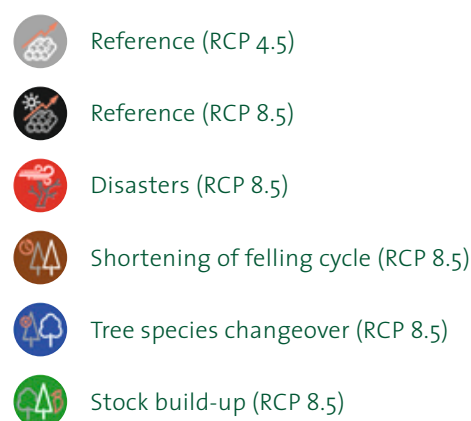 Reference (RCP 4.5)
Reference (RCP 8.5)
Disasters (RCP 8.5)
Shortening of felling cycle (RCP 8.5)
Tree species changeover (RCP 8.5)
Stock build-up (RCP 8.5)